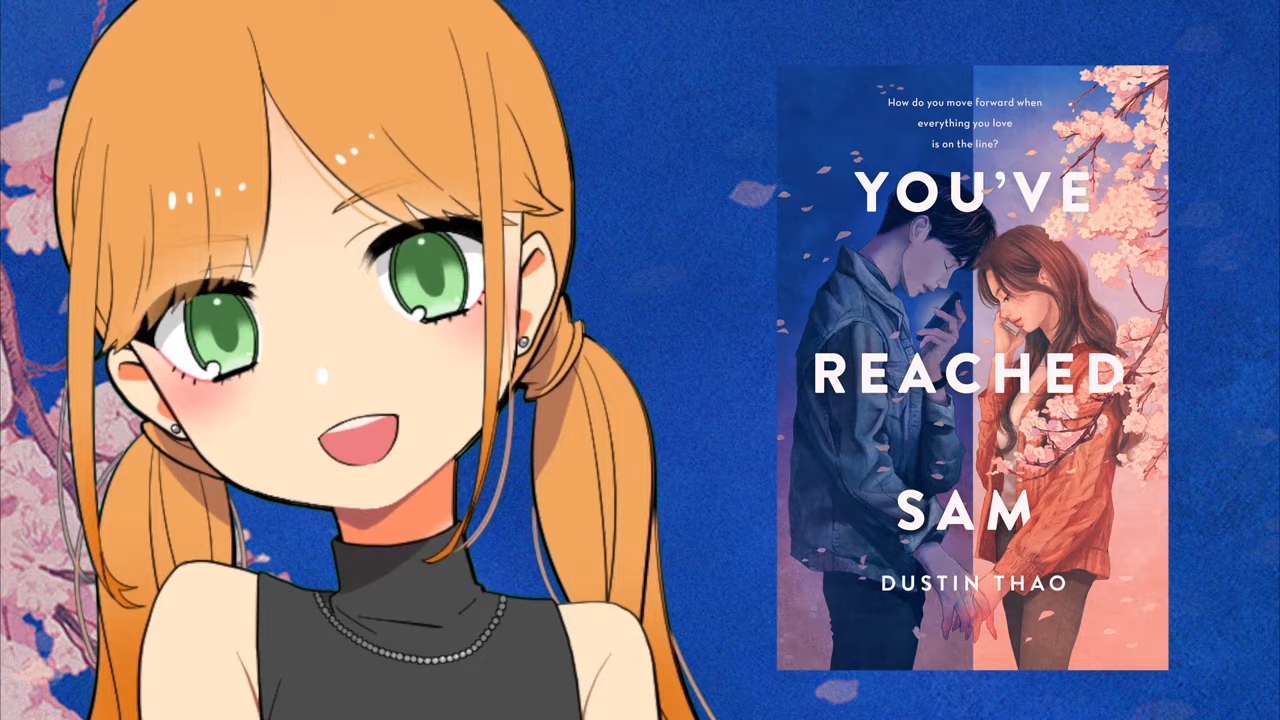 How do you move forward when
everything you love
is on the line?
YOU’VE
REACHED
SAM
DUSTIN THAO